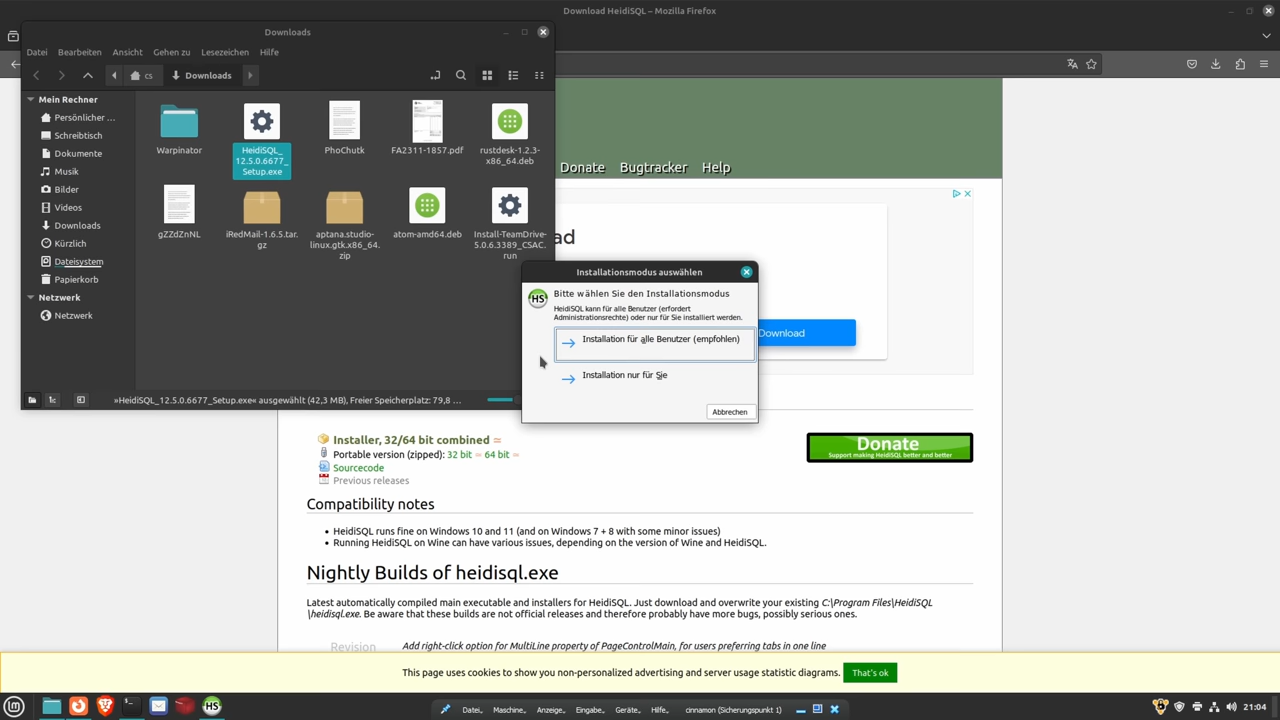 Download HeidiSQL – Mozilla Firefox
Downloads
Datei Bearbeiten Ansicht Gehen zu Lesezeichen Hilfe
cs Downloads
Mein Rechner
Persönlicher ...
Schreibtisch
Dokumente
Musik
Bilder
Videos
Downloads
Kürzlich
Dateisystem
Papierkorb
Netzwerk
Netzwerk
Warpinator
HeidiSQL_
12.5.0.6677_
Setup.exe
PhoChutk
FA2311-1857.pdf
rustdesk-1.2.3-
x86_64.deb
gZZdZnNL
iRedMail-1.6.5.tar.
gz
aptana.studio-
linux.gtk.x86_64.
zip
atom-amd64.deb
Install-TeamDrive-
5.0.6.3389_CSAC.
run
»HeidiSQL_12.5.0.6677_Setup.exe« ausgewählt (42,3 MB), Freier Speicherplatz: 79,8 ...
Donate Bugtracker Help
ad
Download
Installationsmodus auswählen
HS
Bitte wählen Sie den Installationsmodus
HeidiSQL kann für alle Benutzer (erfordert
Administrationsrechte) oder nur für Sie installiert werden.
Installation für alle Benutzer (empfohlen)
Installation nur für Sie
Abbrechen
Installer, 32/64 bit combined
Portable version (zipped): 32 bit 64 bit
Sourcecode
Previous releases
Donate
Support making HeidiSQL better and better
Compatibility notes
• HeidiSQL runs fine on Windows 10 and 11 (and on Windows 7 + 8 with some minor issues)
• Running HeidiSQL on Wine can have various issues, depending on the version of Wine and HeidiSQL.
Nightly Builds of heidisql.exe
Latest automatically compiled main executable and installers for HeidiSQL. Just download and overwrite your existing C:\Program Files\HeidiSQL
\heidisql.exe. Be aware that these builds are not official releases and therefore probably have more bugs, possibly serious ones.
Revision Add right-click option for MultiLine property of PageControlMain, for users preferring tabs in one line
This page uses cookies to show you non-personalized advertising and server usage statistic diagrams. That's ok
HS
Datei.. Maschine.. Anzeige.. Eingabe.. Geräte.. Hilfe.. cinnamon (Sicherungspunkt 1)
21:04